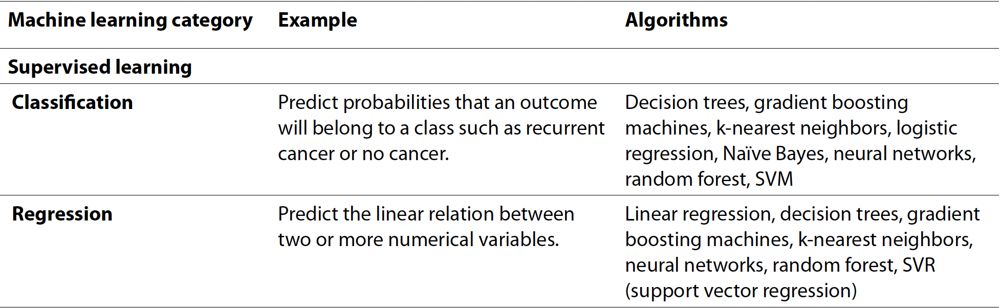 Machine learning category Example Algorithms
Supervised learning
Classification Predict probabilities that an outcome Decision trees, gradient boosting
will belong to a class such as recurrent machines, k-nearest neighbors, logistic
cancer or no cancer. regression, Naïve Bayes, neural networks,
random forest, SVM
Regression Predict the linear relation between Linear regression, decision trees, gradient
two or more numerical variables. boosting machines, k-nearest neighbors,
neural networks, random forest, SVR
(support vector regression)